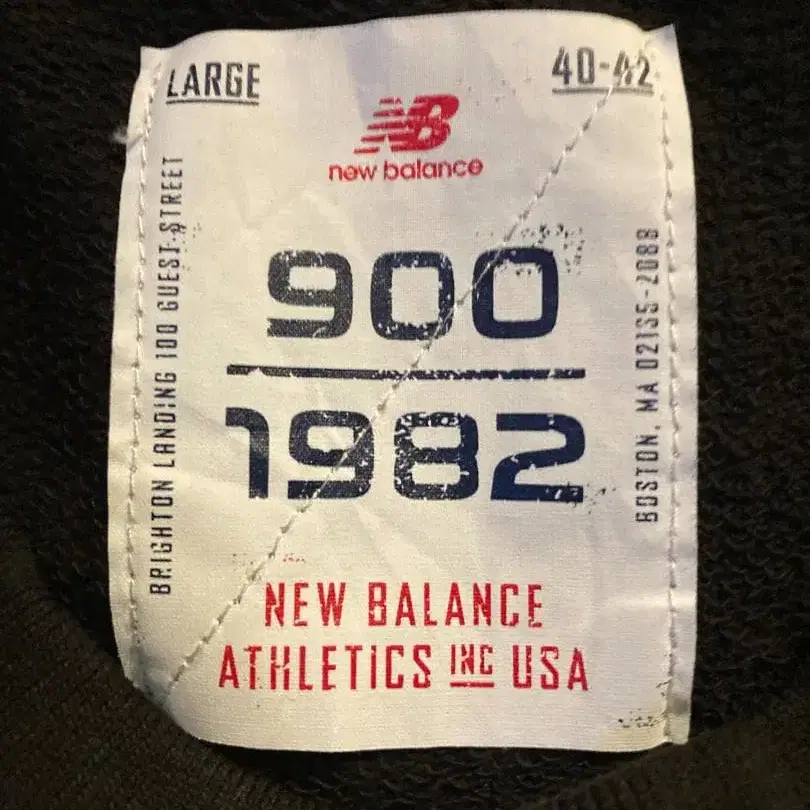 LARGE
40-42
NB
new balance
BRIGHTON LANDING 100 GUEST STREET
900
1982
BOSTON, MA 02135-2088
NEW BALANCE
ATHLETICS INC USA